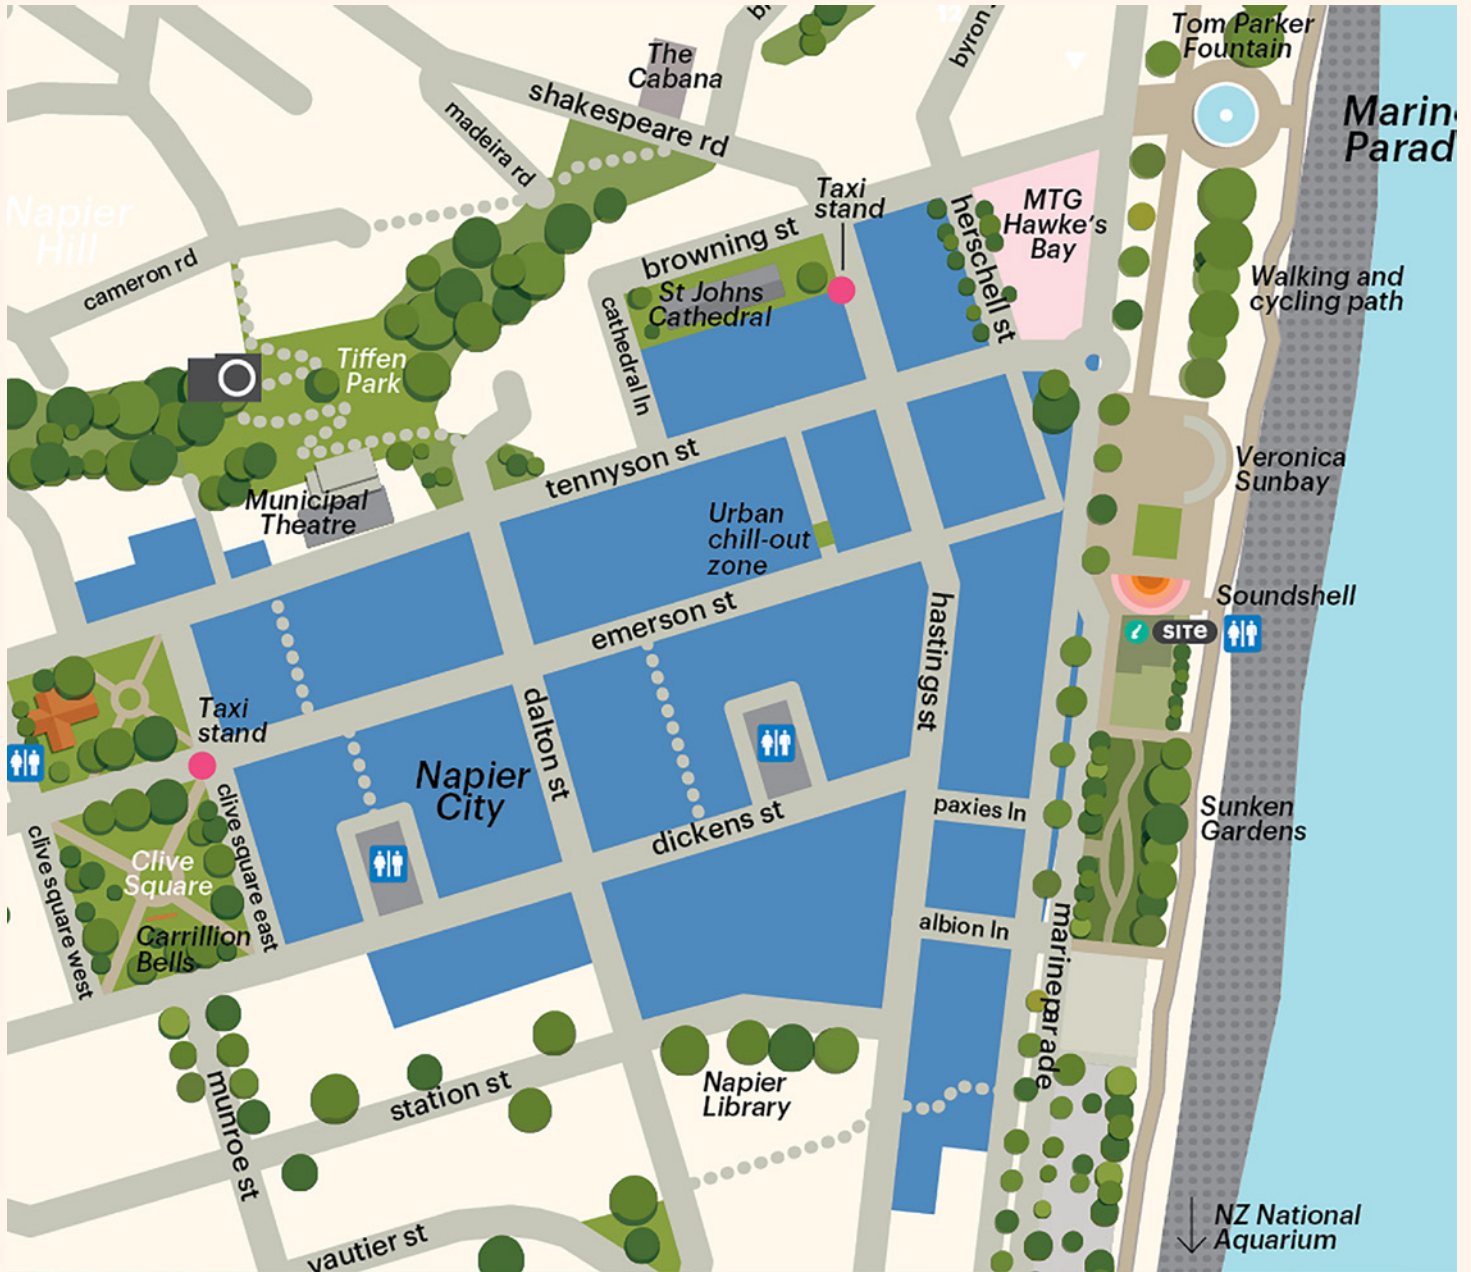 Tom Parker
Fountain
12
byron
The
Cabana
shakespeare rd
madeira rd
Marin
Parad
Napier
Hill
Taxi
stand
MTG
Hawke's
Bay
herschell st
browning st
cameron rd
St Johns
Cathedral
cathedral ln
Walking and
cycling path
Tiffen
Park
tennyson st
Veronica
Sunbay
Municipal
Theatre
Urban
chill-out
zone
emerson st
hastings st
Soundshell
i SITE
Taxi
stand
dalton st
Napier
City
dickens st
paxies ln
Sunken
Gardens
clive square east
clive square west
Clive
Square
Carrillion
Bells
albion ln
marine parade
munroe st
station st
Napier
Library
vautier st
NZ National
Aquarium